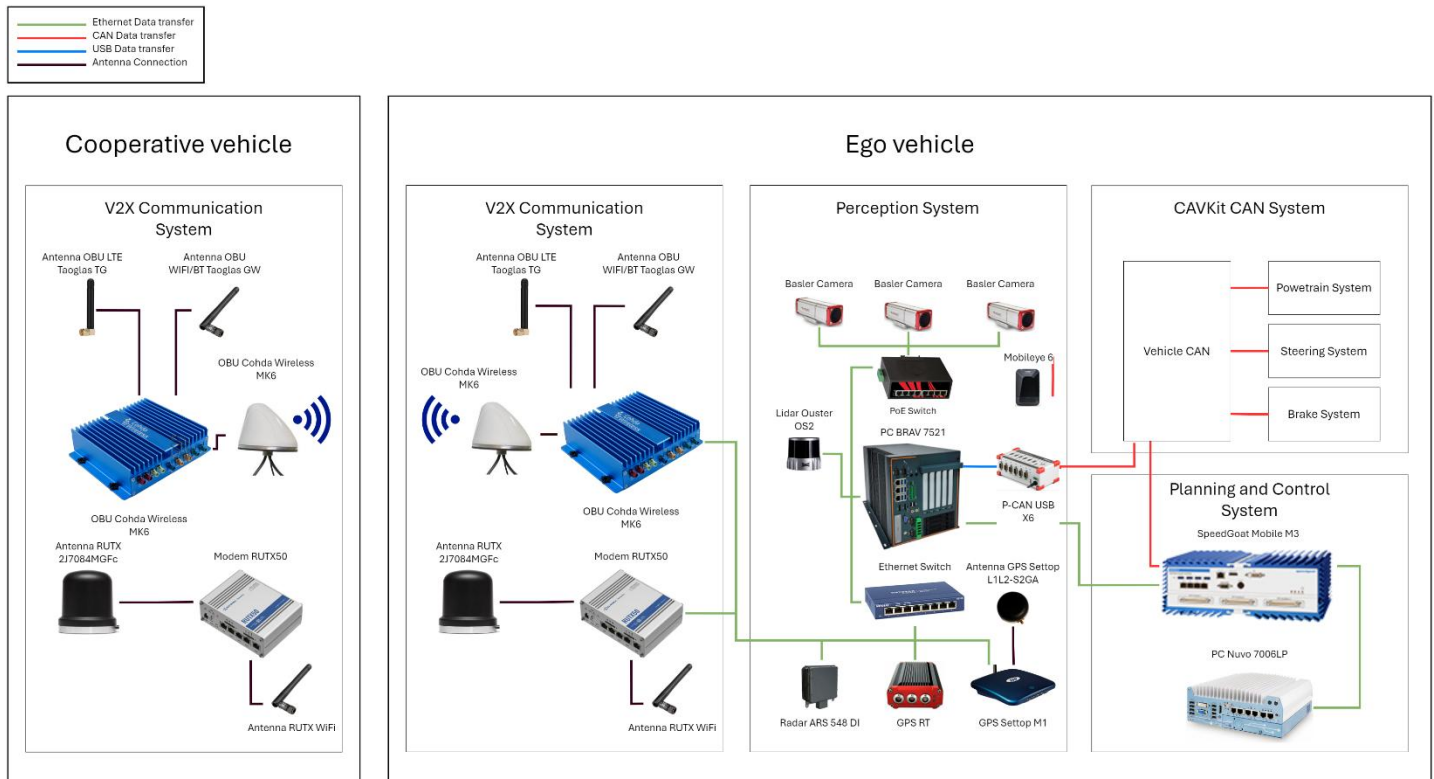 Ethernet Data transfer
CAN Data transfer
USB Data transfer
Antenna Connection
Cooperative vehicle
V2X Communication
System
Antenna OBU LTE
Taoglas TG
Antenna OBU
WIFI/BT Taoglas GW
OBU Cohda Wireless
MK6
OBU Cohda Wireless
MK6
Antenna RUTX
2J7084MGFc
Modem RUTX50
RUTX50
Antenna RUTX WiFi
Ego vehicle
V2X Communication
System
Antenna OBU LTE
Taoglas TG
Antenna OBU
WIFI/BT Taoglas GW
OBU Cohda Wireless
MK6
OBU Cohda Wireless
MK6
Antenna RUTX
2J7084MGFc
Modem RUTX50
RUTX50
Antenna RUTX WiFi
Perception System
Basler Camera
Basler Camera
Basler Camera
Mobileye 6
PoE Switch
Lidar Ouster
OS2
PC BRAV 7521
P-CAN USB
X6
Ethernet Switch
Antenna GPS Settop
L1L2-S2GA
Radar ARS 548 DI
GPS RT
GPS Settop M1
CAVKit CAN System
Vehicle CAN
Powetrain System
Steering System
Brake System
Planning and Control
System
SpeedGoat Mobile M3
PC Nuvo 7006LP